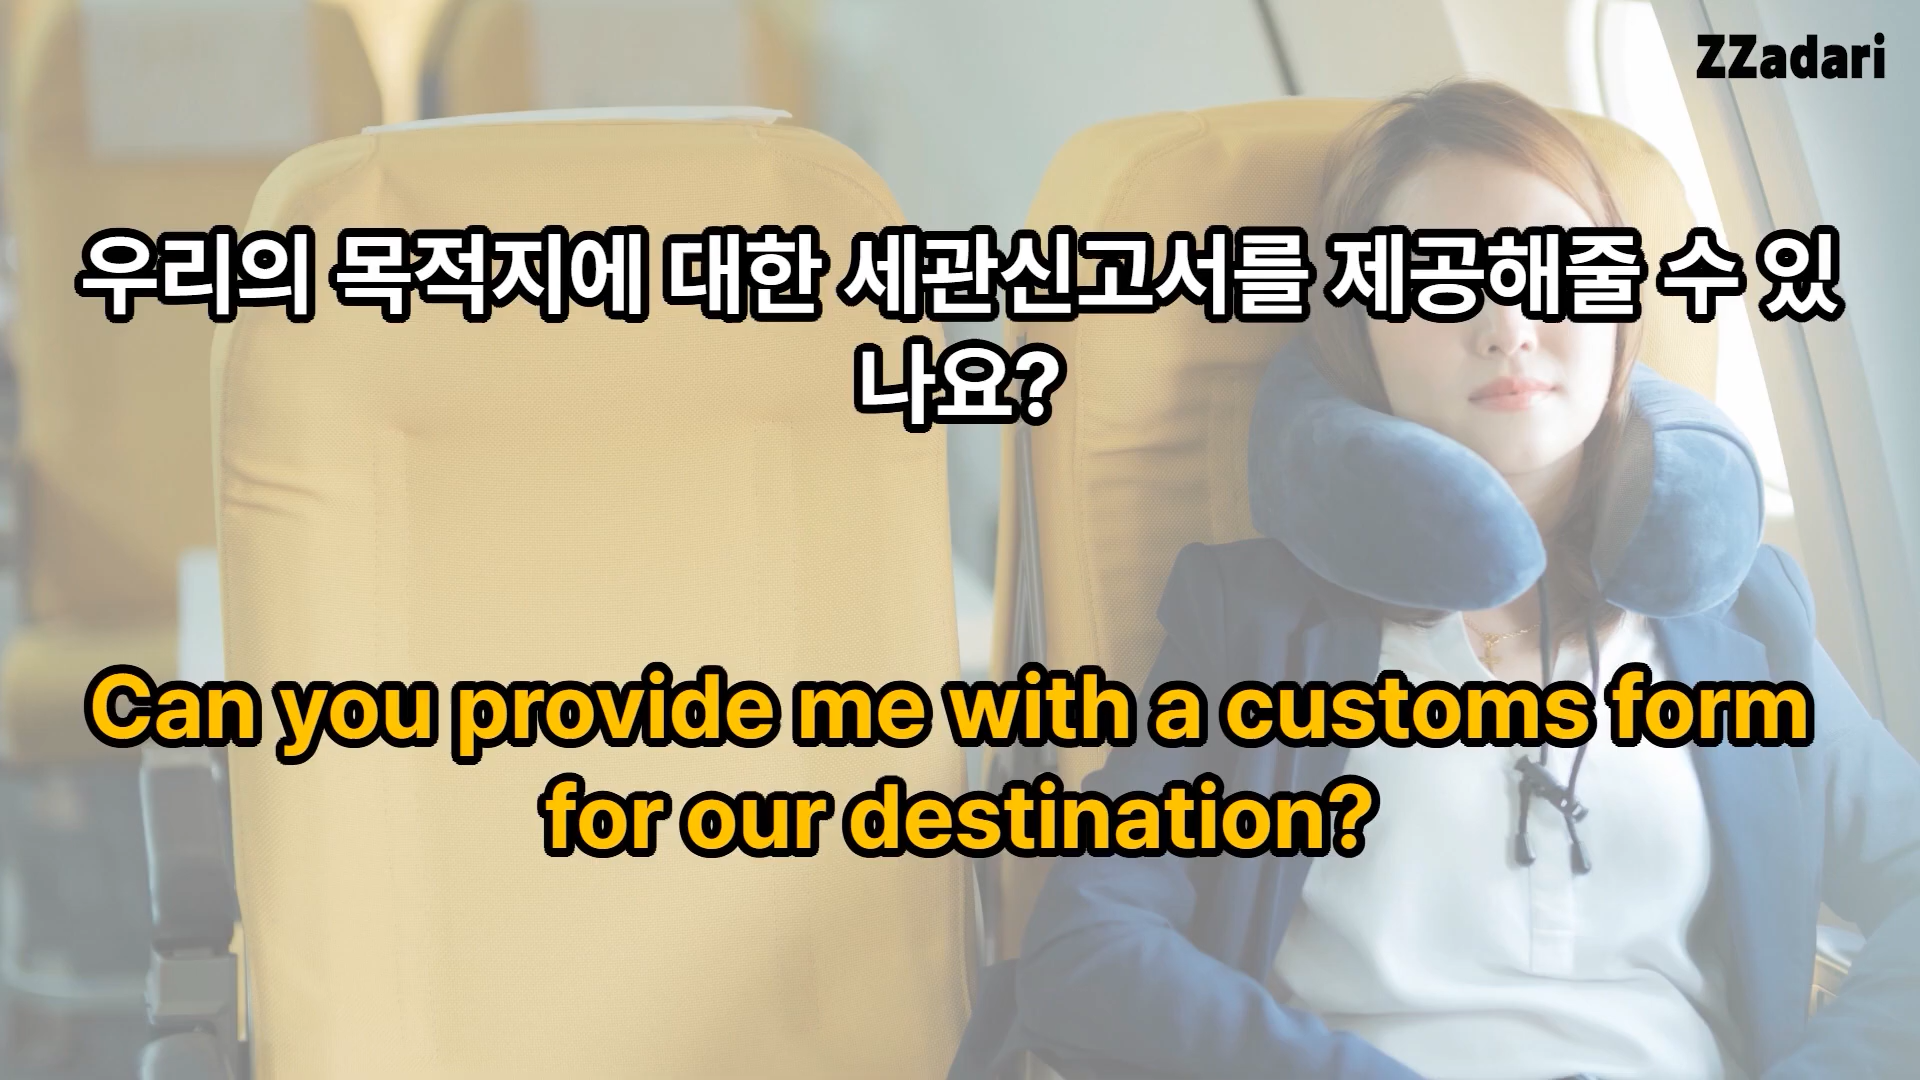 ZZadari
우리의 목적지에 대한 세관신고서를 제공해줄 수 있
나요?
Can you provide me with a customs form
for our destination?